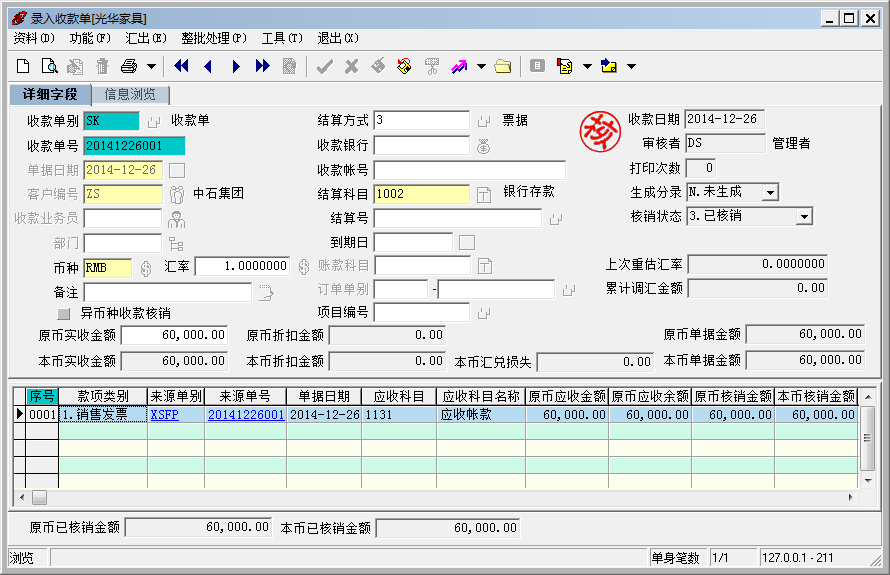 录入收款单[光华家具]
资料(D) 功能(F) 汇出(E) 整批处理(P) 工具(T) 退出(X)
详细字段 信息浏览
收款单别 SK 收款单 结算方式 3 票据 核 收款日期 2014-12-26
收款单号 20141226001 收款银行 审核者 DS 管理者
单据日期 2014-12-26 收款帐号 打印次数 0
客户编号 ZS 中石集团 结算科目 1002 银行存款 生成分录 N.未生成
收款业务员 结算号 核销状态 3.已核销
部门 到期日
币种 RMB 汇率 1.0000000 账款科目 上次重估汇率 0.0000000
备注 订单单别 - 累计调汇金额 0.00
异币种收款核销 项目编号
原币实收金额 60,000.00 原币折扣金额 0.00 原币单据金额 60,000.00
本币实收金额 60,000.00 本币折扣金额 0.00 本币汇兑损失 0.00 本币单据金额 60,000.00
序号 款项类别 来源单别 来源单号 单据日期 应收科目 应收科目名称 原币应收金额 原币应收余额 原币核销金额 本币核销金额
0001 1.销售发票 XSFP 20141226001 2014-12-26 1131 应收帐款 60,000.00 60,000.00 60,000.00 60,000.00
原币已核销金额 60,000.00 本币已核销金额 60,000.00
浏览 单身笔数 1/1 127.0.0.1 - 211